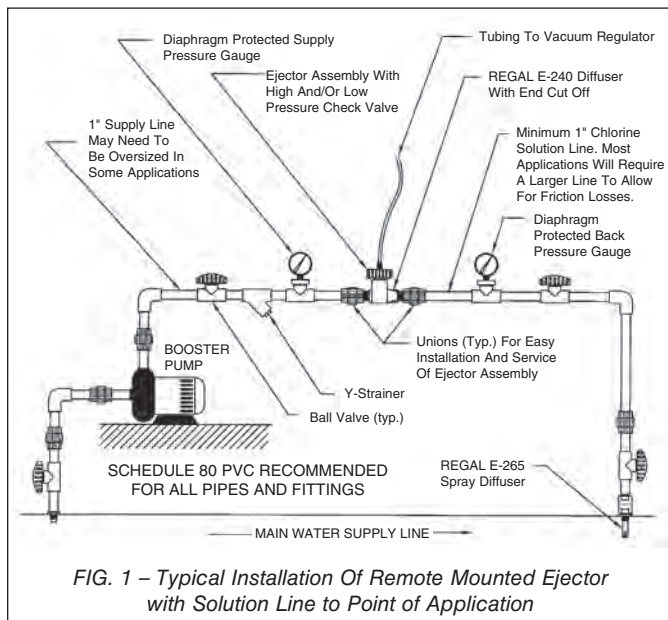 Diaphragm Protected Supply
Pressure Gauge
Tubing To Vacuum Regulator
Ejector Assembly With
High And/Or Low
Pressure Check Valve
REGAL E-240 Diffuser
With End Cut Off
1" Supply Line
May Need To
Be Oversized In
Some Applications
Minimum 1" Chlorine
Solution Line. Most
Applications Will Require
A Larger Line To Allow
For Friction Losses.
Diaphragm
Protected Back
Pressure Gauge
BOOSTER
PUMP
Unions (Typ.) For Easy
Installation And Service
Of Ejector Assembly
Y-Strainer
Ball Valve (typ.)
SCHEDULE 80 PVC RECOMMENDED
FOR ALL PIPES AND FITTINGS
REGAL E-265
Spray Diffuser
MAIN WATER SUPPLY LINE
FIG. 1 – Typical Installation Of Remote Mounted Ejector
with Solution Line to Point of Application